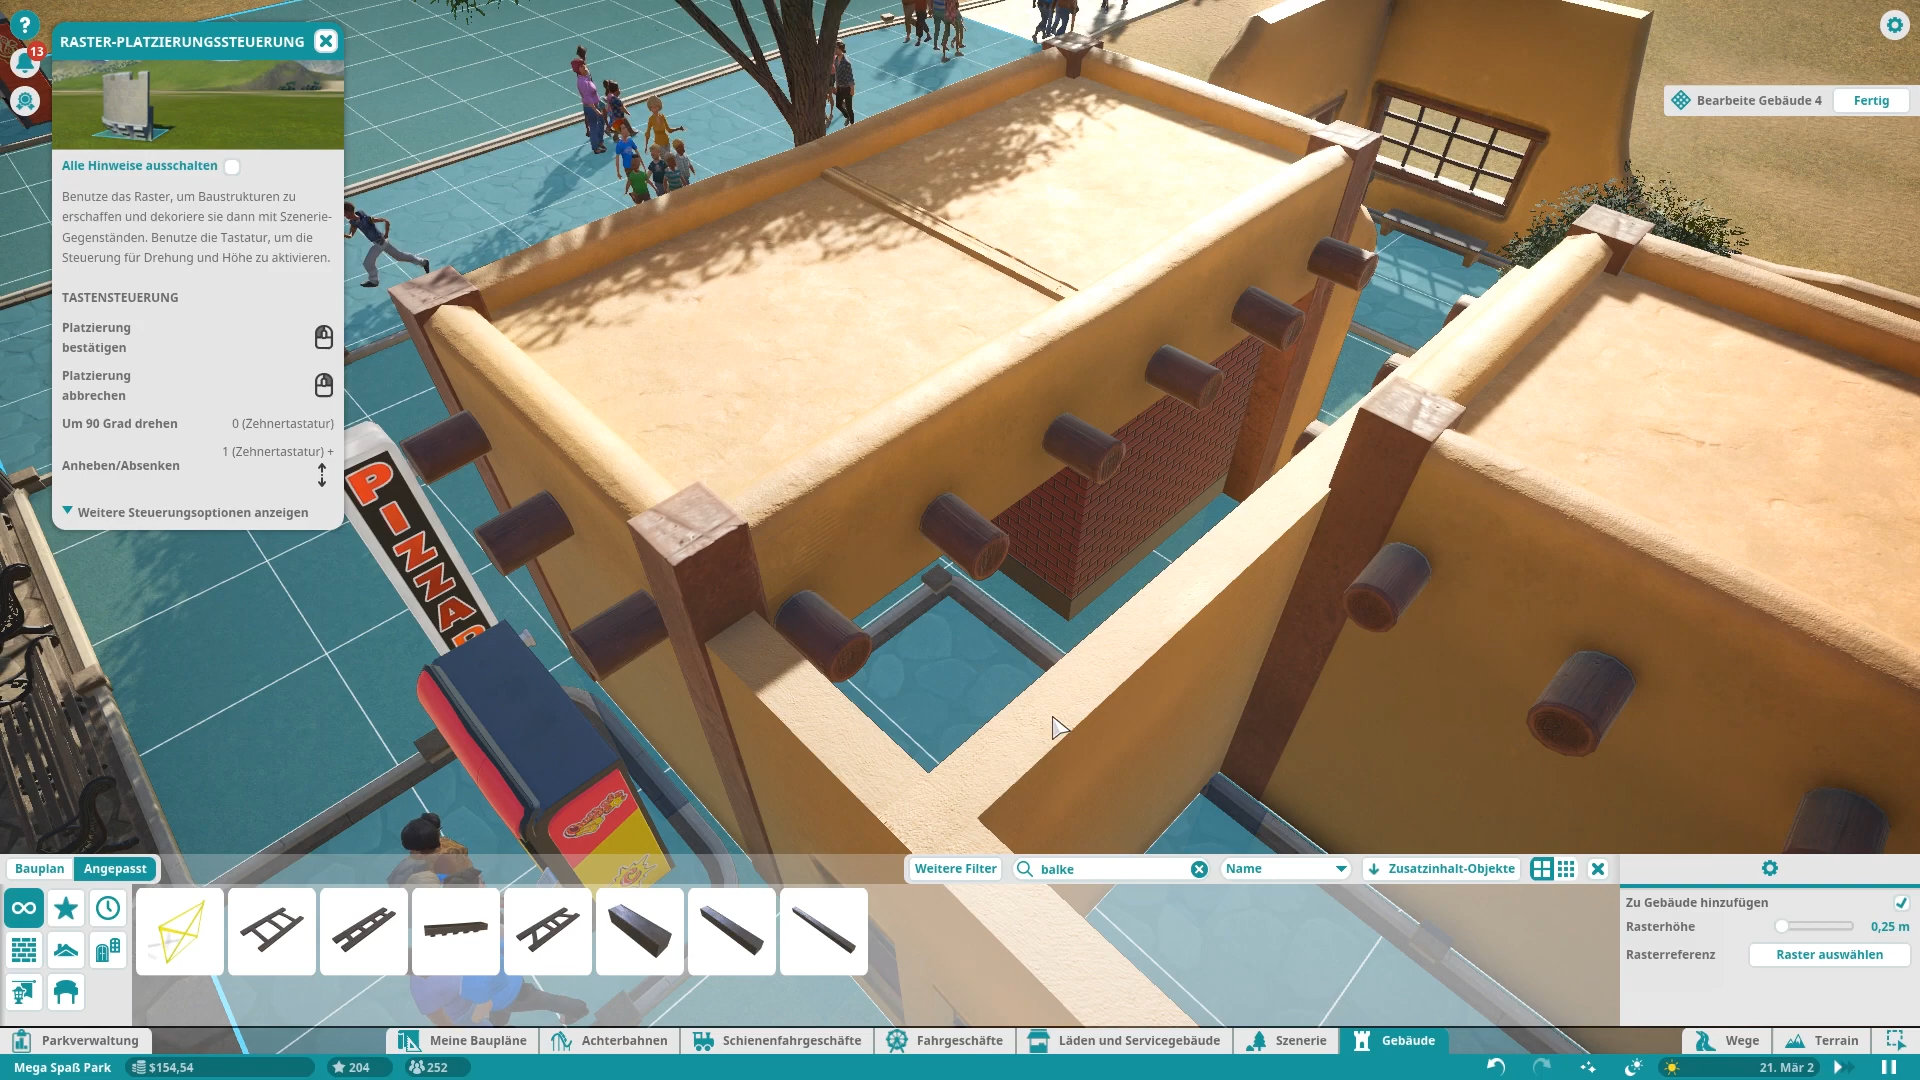 ?
13
RASTER-PLATZIERUNGSSTEUERUNG
Alle Hinweise ausschalten
Benutze das Raster, um Baustrukturen zu
erschaffen und dekoriere sie dann mit Szenerie-
Gegenständen. Benutze die Tastatur, um die
Steuerung für Drehung und Höhe zu aktivieren.
TASTENSTEUERUNG
Platzierung
bestätigen
Platzierung
abbrechen
Um 90 Grad drehen 0 (Zehnertastatur)
Anheben/Absenken 1 (Zehnertastatur) +
Weitere Steuerungsoptionen anzeigen
Bearbeite Gebäude 4 Fertig
PIZZA
Bauplan Angepasst
Weitere Filter balke Name Zusatzinhalt-Objekte
Zu Gebäude hinzufügen
Rasterhöhe 0,25 m
Rasterreferenz Raster auswählen
Parkverwaltung Meine Baupläne Achterbahnen Schienenfahrgeschäfte Fahrgeschäfte Läden und Servicegebäude Szenerie Gebäude Wege Terrain
Mega Spaß Park $154,54 204 252 21. Mär 2